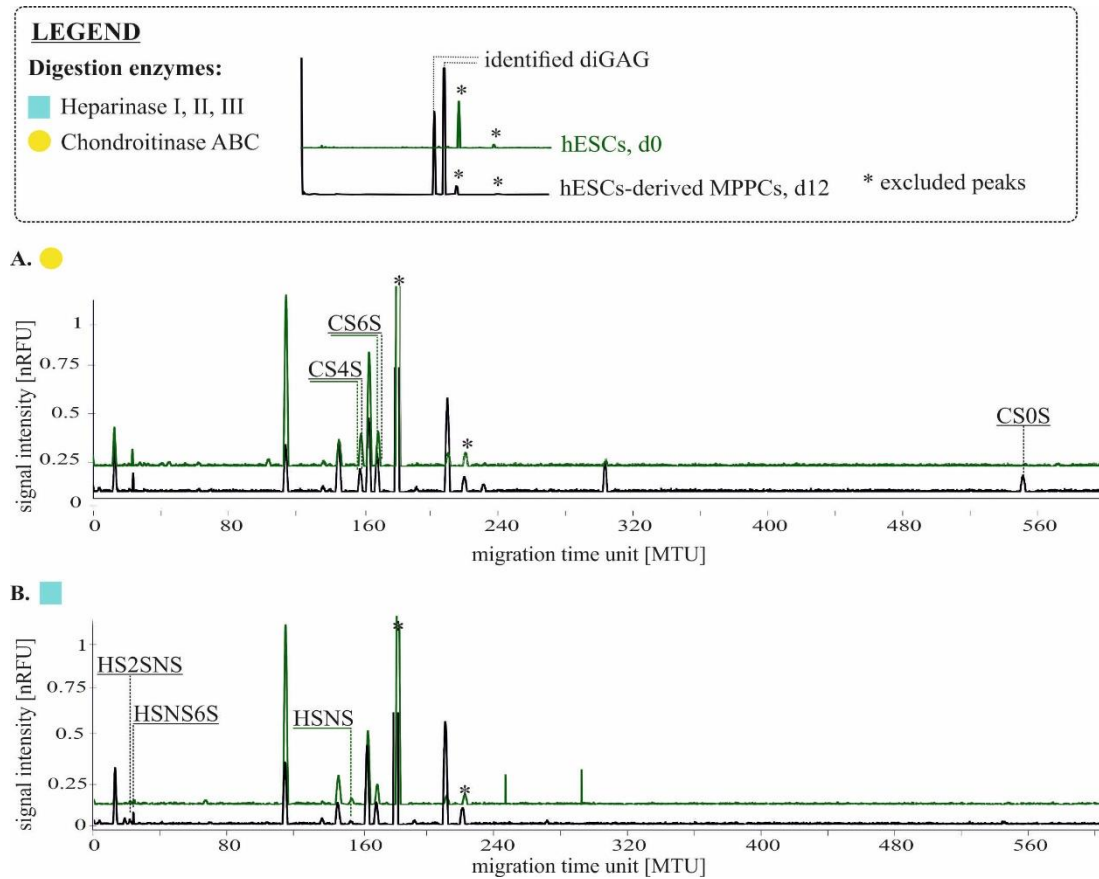 LEGEND
Digestion enzymes:
Heparinase I, II, III
Chondroitinase ABC
identified diGAG
*
*
hESCs, d0
*
*
hESCs-derived MPPCs, d12
* excluded peaks
A.
signal intensity [nRFU]
1
0.75
0.5
0.25
0
CS4S
CS6S
*
*
CS0S
0 80 160 240 320 400 480 560
migration time unit [MTU]
B.
signal intensity [nRFU]
1
0.75
0.5
0.25
0
HS2SNS
HSNS6S
HSNS
*
*
0 80 160 240 320 400 480 560
migration time unit [MTU]